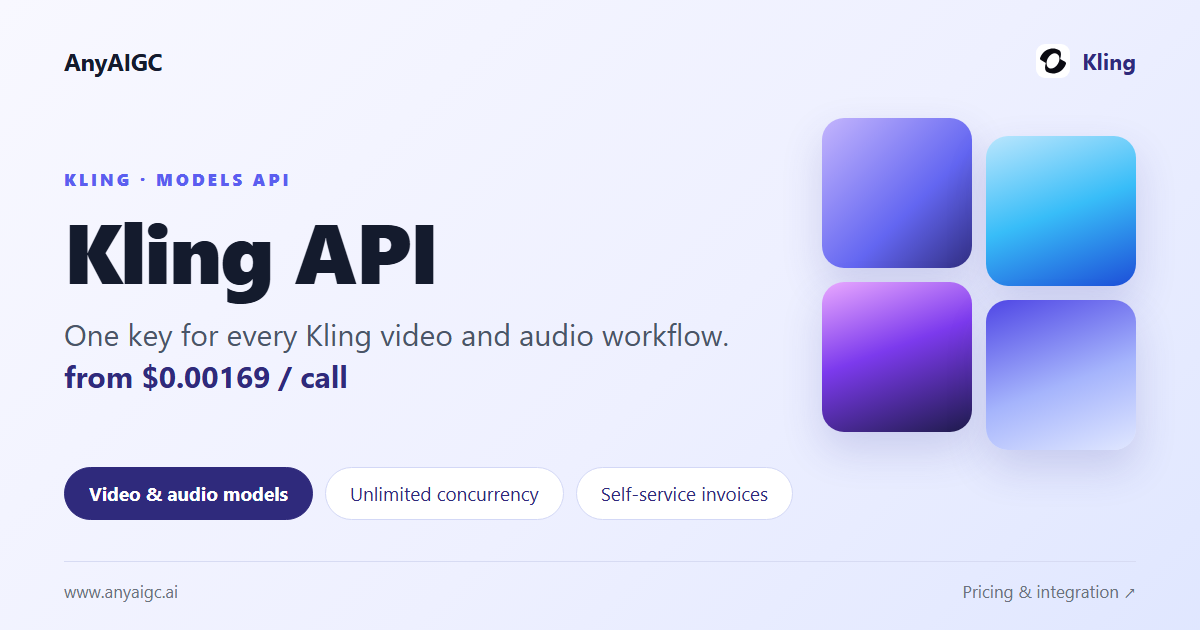 AnyAIGC
Kling
KLING · MODELS API
Kling API
One key for every Kling video and audio workflow.
from $0.00169 / call
Video & audio models
Unlimited concurrency
Self-service invoices
www.anyaigc.ai
Pricing & integration ↗